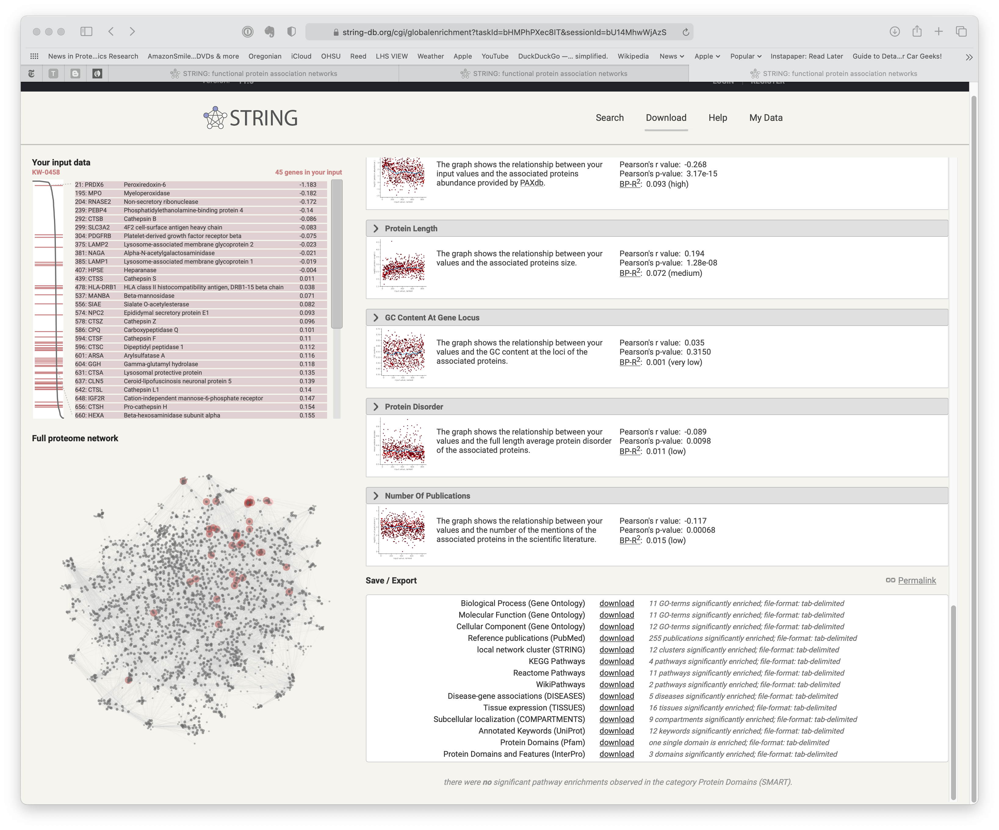 string-db.org/cgi/globalenrichment?taskId=bHMPhPXec8IT&sessionId=bU14MhwWjAzS
News in Prote...ics Research AmazonSmile...DVDs & more Oregonian iCloud OHSU Reed LHS VIEW Weather Apple YouTube DuckDuckGo — ... simplified. Wikipedia News Apple Popular Instapaper: Read Later Guide to Deta...r Car Geeks!
STRING: functional protein association networks STRING: functional protein association networks STRING: functional protein association networks
STRING
Search Download Help My Data
Your input data
KW-0458 45 genes in your input
21: PRDX6 Peroxiredoxin-6 -1.183
195: MPO Myeloperoxidase -0.182
204: RNASE2 Non-secretory ribonuclease -0.172
239: PEBP4 Phosphatidylethanolamine-binding protein 4 -0.14
292: CTSB Cathepsin B -0.086
299: SLC3A2 4F2 cell-surface antigen heavy chain -0.083
304: PDGFRB Platelet-derived growth factor receptor beta -0.075
375: LAMP2 Lysosome-associated membrane glycoprotein 2 -0.023
381: NAGA Alpha-N-acetylgalactosaminidase -0.021
385: LAMP1 Lysosome-associated membrane glycoprotein 1 -0.019
407: HPSE Heparanase -0.004
439: CTSS Cathepsin S 0.011
478: HLA-DRB1 HLA class II histocompatibility antigen, DRB1-15 beta chain 0.038
537: MANBA Beta-mannosidase 0.071
556: SIAE Sialate O-acetylesterase 0.082
574: NPC2 Epididymal secretory protein E1 0.093
578: CTSZ Cathepsin Z 0.096
586: CPQ Carboxypeptidase Q 0.101
594: CTSF Cathepsin F 0.11
596: CTSC Dipeptidyl peptidase 1 0.112
601: ARSA Arylsulfatase A 0.116
604: GGH Gamma-glutamyl hydrolase 0.118
631: CTSA Lysosomal protective protein 0.135
637: CLN5 Ceroid-lipofuscinosis neuronal protein 5 0.139
642: CTSL Cathepsin L1 0.14
648: IGF2R Cation-independent mannose-6-phosphate receptor 0.147
656: CTSH Pro-cathepsin H 0.154
660: HEXA Beta-hexosaminidase subunit alpha 0.155
Full proteome network
The graph shows the relationship between your
input values and the associated proteins
abundance provided by PAXdb.
Pearson's r value: -0.268
Pearson's p-value: 3.17e-15
BP-R2: 0.093 (high)
Protein Length
The graph shows the relationship between your
values and the associated proteins size.
Pearson's r value: 0.194
Pearson's p-value: 1.28e-08
BP-R2: 0.072 (medium)
GC Content At Gene Locus
The graph shows the relationship between your
values and the GC content at the loci of the
associated proteins.
Pearson's r value: 0.035
Pearson's p-value: 0.3150
BP-R2: 0.001 (very low)
Protein Disorder
The graph shows the relationship between your
values and the full length average protein disorder
of the associated proteins.
Pearson's r value: -0.089
Pearson's p-value: 0.0098
BP-R2: 0.011 (low)
Number Of Publications
The graph shows the relationship between your
values and the number of the mentions of the
associated proteins in the scientific literature.
Pearson's r value: -0.117
Pearson's p-value: 0.00068
BP-R2: 0.015 (low)
Save / Export Permalink
Biological Process (Gene Ontology) download 11 GO-terms significantly enriched; file-format: tab-delimited
Molecular Function (Gene Ontology) download 11 GO-terms significantly enriched; file-format: tab-delimited
Cellular Component (Gene Ontology) download 12 GO-terms significantly enriched; file-format: tab-delimited
Reference publications (PubMed) download 255 publications significantly enriched; file-format: tab-delimited
local network cluster (STRING) download 12 clusters significantly enriched; file-format: tab-delimited
KEGG Pathways download 4 pathways significantly enriched; file-format: tab-delimited
Reactome Pathways download 11 pathways significantly enriched; file-format: tab-delimited
WikiPathways download 2 pathways significantly enriched; file-format: tab-delimited
Disease-gene associations (DISEASES) download 5 diseases significantly enriched; file-format: tab-delimited
Tissue expression (TISSUES) download 16 tissues significantly enriched; file-format: tab-delimited
Subcellular localization (COMPARTMENTS) download 9 compartments significantly enriched; file-format: tab-delimited
Annotated Keywords (UniProt) download 12 keywords significantly enriched; file-format: tab-delimited
Protein Domains (Pfam) download one single domain is enriched; file-format: tab-delimited
Protein Domains and Features (InterPro) download 3 domains significantly enriched; file-format: tab-delimited
there were no significant pathway enrichments observed in the category Protein Domains (SMART).